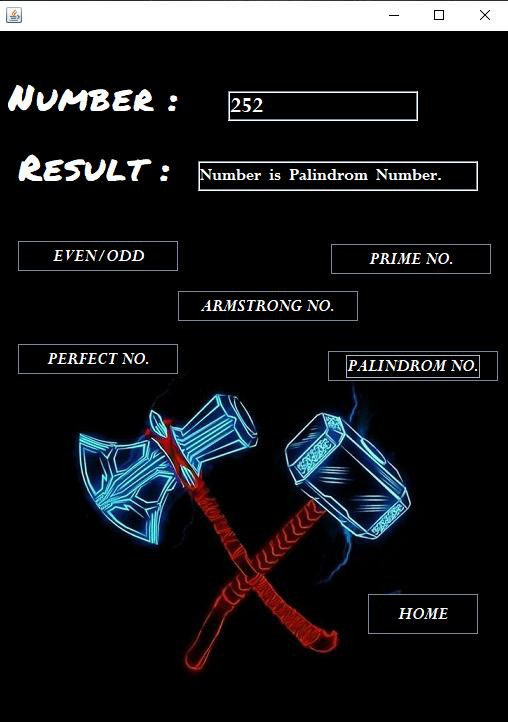 NUMBER :
252
RESULT :
Number is Palindrom Number.
EVEN/ODD
PRIME NO.
ARMSTRONG NO.
PERFECT NO.
PALINDROM NO.
HOME